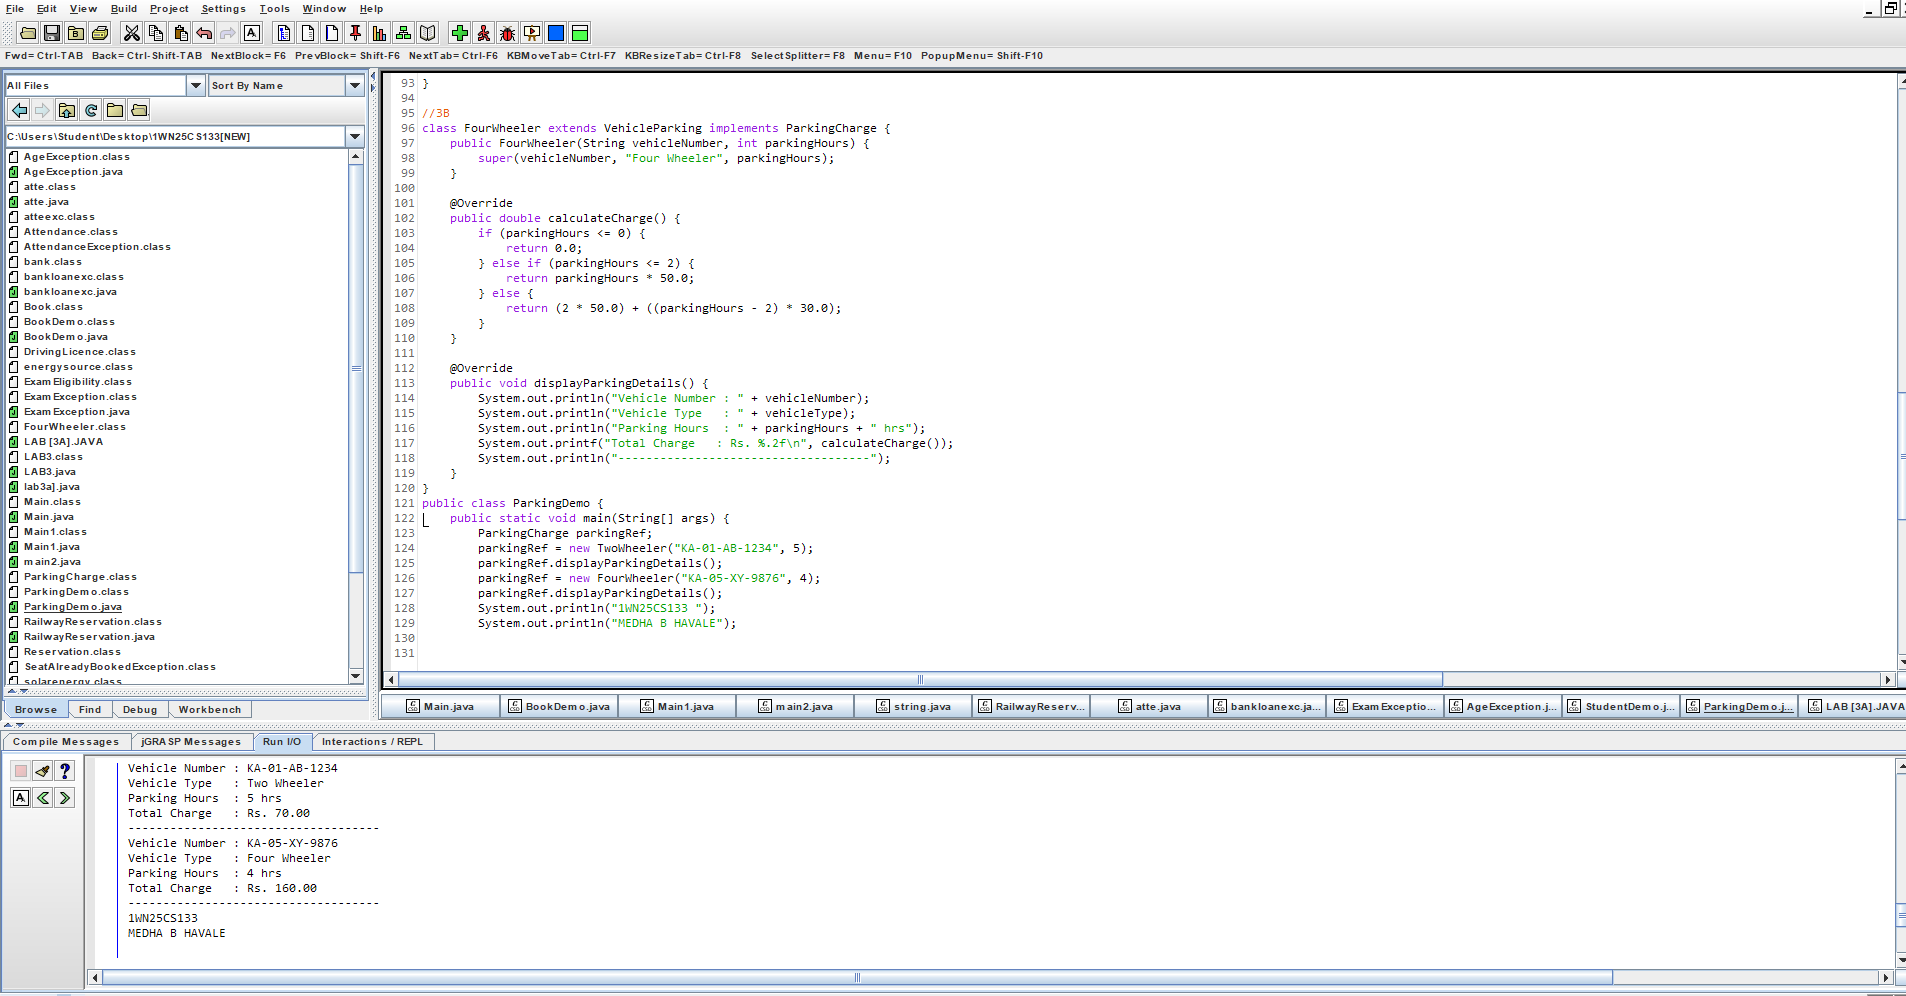 File Edit View Build Project Settings Tools Window Help
Fwd= Ctrl-TAB Back= Ctrl-Shift-TAB NextBlock= F6 PrevBlock= Shift-F6 NextTab= Ctrl-F6 KBMoveTab= Ctrl-F7 KBResizeTab= Ctrl-F8 SelectSplitter= F8 Menu= F10 PopupMenu= Shift-F10
All Files Sort By Name
C:\Users\Student\Desktop\1WN25CS133[NEW]
AgeException.class
AgeException.java
atte.class
atte.java
atteexc.class
Attendance.class
AttendanceException.class
bank.class
bankloanexc.class
bankloanexc.java
Book.class
BookDemo.class
BookDemo.java
DrivingLicence.class
energysource.class
ExamEligibility.class
ExamException.class
ExamException.java
FourWheeler.class
LAB [3A].JAVA
LAB3.class
LAB3.java
lab3a].java
Main.class
Main.java
Main1.class
Main1.java
main2.java
ParkingCharge.class
ParkingDemo.class
ParkingDemo.java
RailwayReservation.class
RailwayReservation.java
Reservation.class
SeatAlreadyBookedException.class
solarenergy.class
Browse Find Debug Workbench
93 }
94
95 //3B
96 class FourWheeler extends VehicleParking implements ParkingCharge {
97     public FourWheeler(String vehicleNumber, int parkingHours) {
98         super(vehicleNumber, "Four Wheeler", parkingHours);
99     }
100
101     @Override
102     public double calculateCharge() {
103         if (parkingHours <= 0) {
104             return 0.0;
105         } else if (parkingHours <= 2) {
106             return parkingHours * 50.0;
107         } else {
108             return (2 * 50.0) + ((parkingHours - 2) * 30.0);
109         }
110     }
111
112     @Override
113     public void displayParkingDetails() {
114         System.out.println("Vehicle Number : " + vehicleNumber);
115         System.out.println("Vehicle Type   : " + vehicleType);
116         System.out.println("Parking Hours  : " + parkingHours + " hrs");
117         System.out.printf("Total Charge   : Rs. %.2f\n", calculateCharge());
118         System.out.println("------------------------------------");
119     }
120 }
121 public class ParkingDemo {
122     public static void main(String[] args) {
123         ParkingCharge parkingRef;
124         parkingRef = new TwoWheeler("KA-01-AB-1234", 5);
125         parkingRef.displayParkingDetails();
126         parkingRef = new FourWheeler("KA-05-XY-9876", 4);
127         parkingRef.displayParkingDetails();
128         System.out.println("1WN25CS133 ");
129         System.out.println("MEDHA B HAVALE");
130
131
Main.java BookDemo.java Main1.java main2.java string.java RailwayReserv... atte.java bankloanexc.ja... ExamExceptio... AgeException.j... StudentDemo.j... ParkingDemo.j... LAB [3A].JAVA
Compile Messages jGRASP Messages Run I/O Interactions / REPL
Vehicle Number : KA-01-AB-1234
Vehicle Type   : Two Wheeler
Parking Hours  : 5 hrs
Total Charge   : Rs. 70.00
------------------------------------
Vehicle Number : KA-05-XY-9876
Vehicle Type   : Four Wheeler
Parking Hours  : 4 hrs
Total Charge   : Rs. 160.00
------------------------------------
1WN25CS133
MEDHA B HAVALE